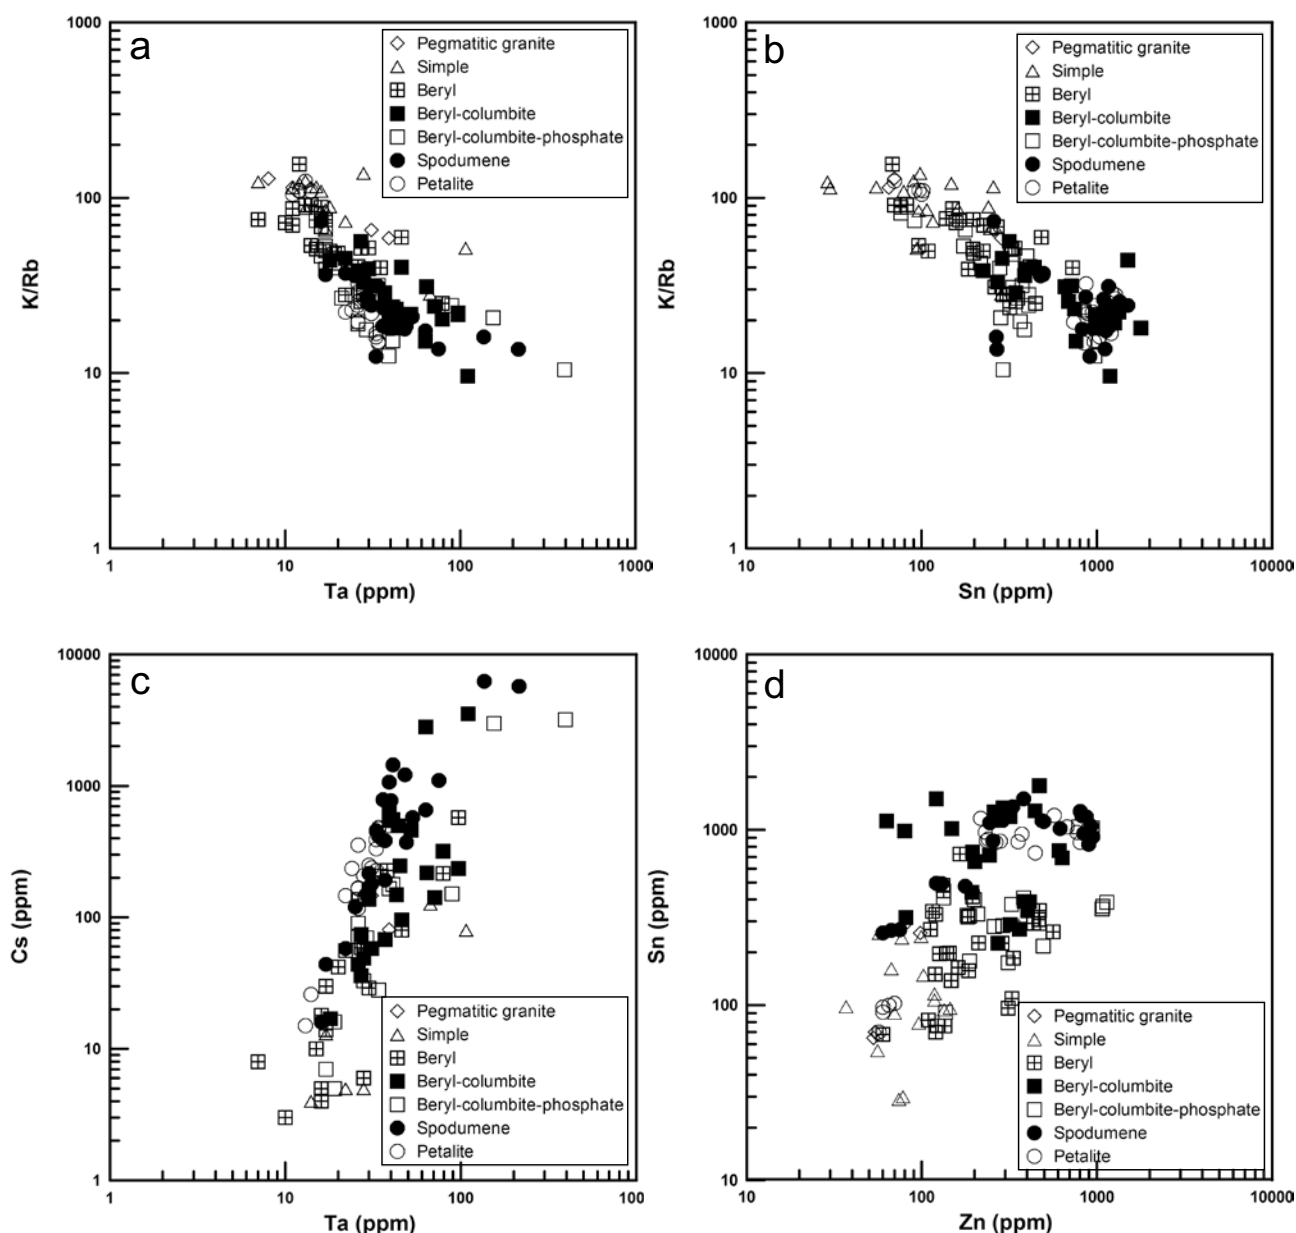 a
1000
100
10
1
K/Rb
Pegmatitic granite
Simple
Beryl
Beryl-columbite
Beryl-columbite-phosphate
Spodumene
Petalite
1 10 100 1000
Ta (ppm)
b
1000
100
10
1
K/Rb
Pegmatitic granite
Simple
Beryl
Beryl-columbite
Beryl-columbite-phosphate
Spodumene
Petalite
10 100 1000 10000
Sn (ppm)
c
10000
1000
100
10
1
Cs (ppm)
Pegmatitic granite
Simple
Beryl
Beryl-columbite
Beryl-columbite-phosphate
Spodumene
Petalite
1 10 100 100
Ta (ppm)
d
10000
1000
100
10
Sn (ppm)
Pegmatitic granite
Simple
Beryl
Beryl-columbite
Beryl-columbite-phosphate
Spodumene
Petalite
10 100 1000 10000
Zn (ppm)